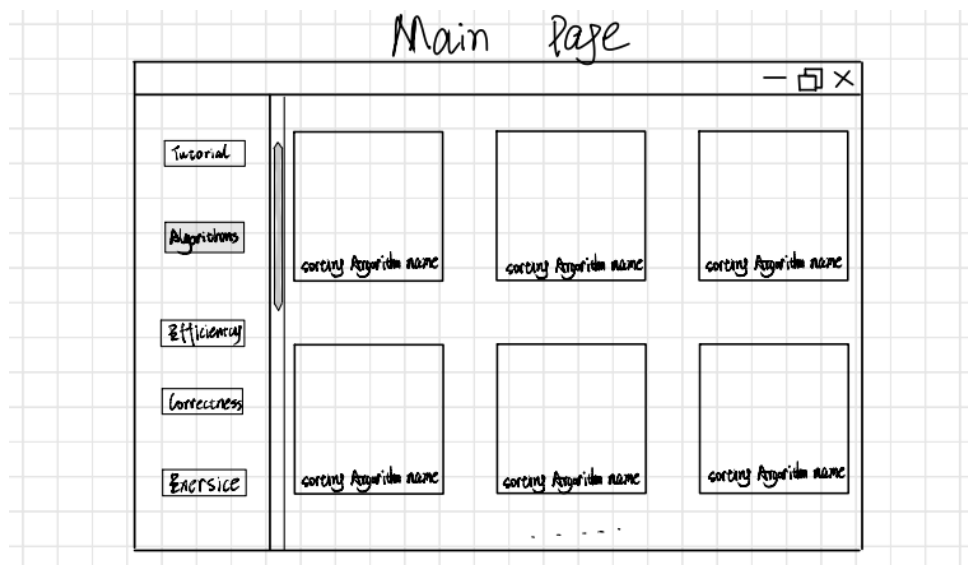 Main Page
Tutorial
Algorithms
Efficiency
Correctness
Exersice
sorting Algorithm name
sorting Algorithm name
sorting Algorithm name
sorting Algorithm name
sorting Algorithm name
sorting Algorithm name